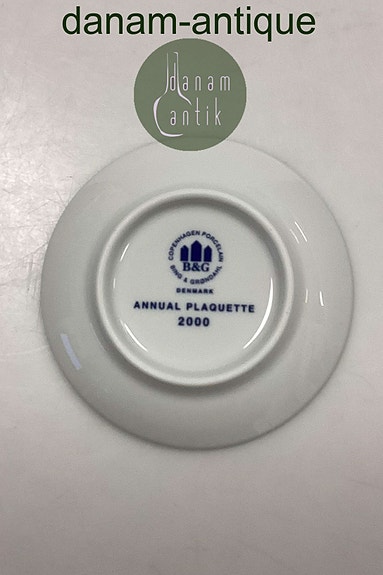 danam-antique
danam
antik
COPENHAGEN PORCELAIN
B&G
BING & GRØNDAHL
DENMARK
ANNUAL PLAQUETTE
2000